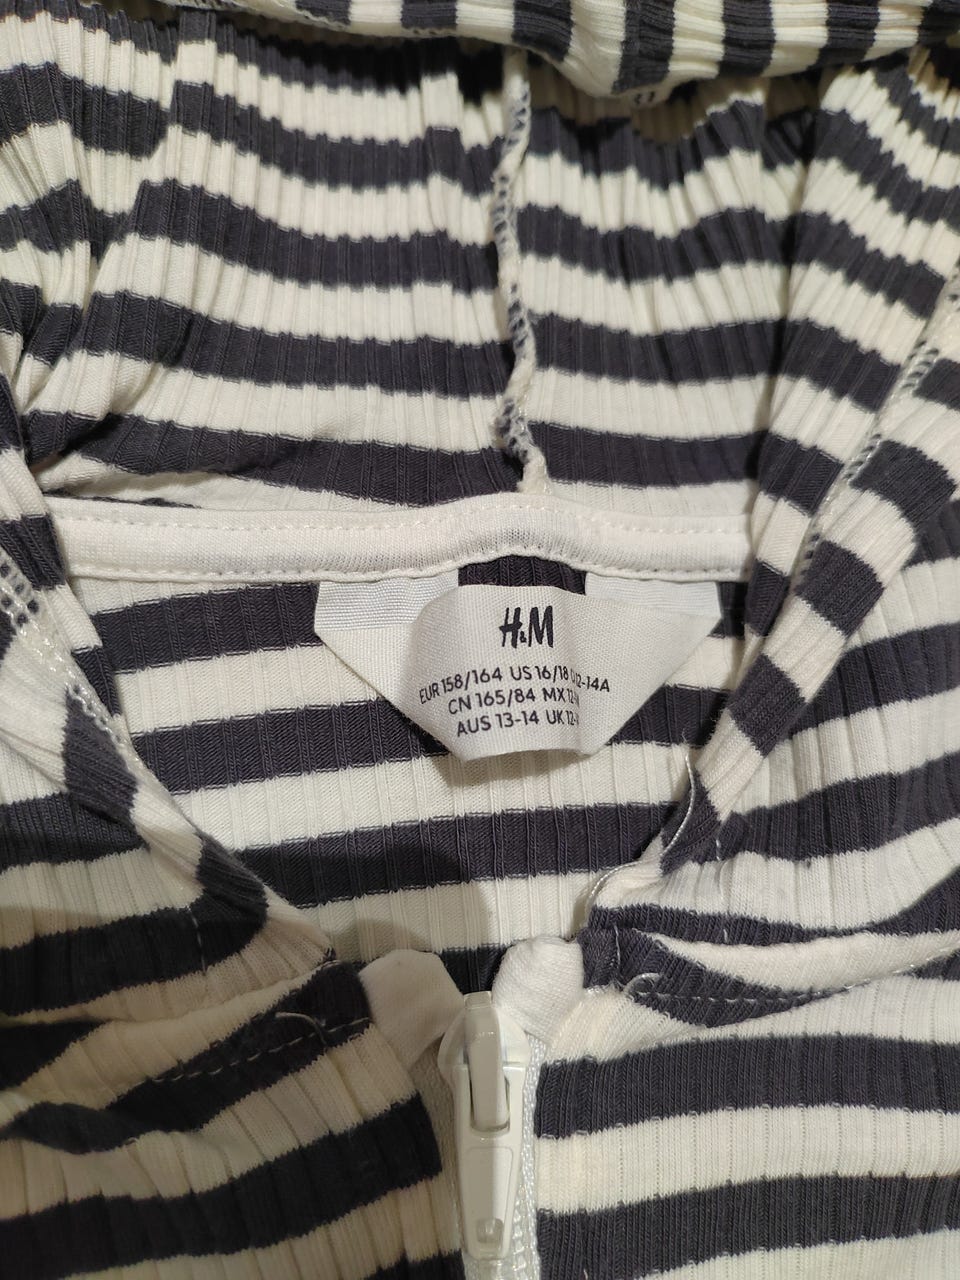 H&M
EUR 158/164 US 16/18 12-14A
CN 165/84 MX
AUS 13-14 UK